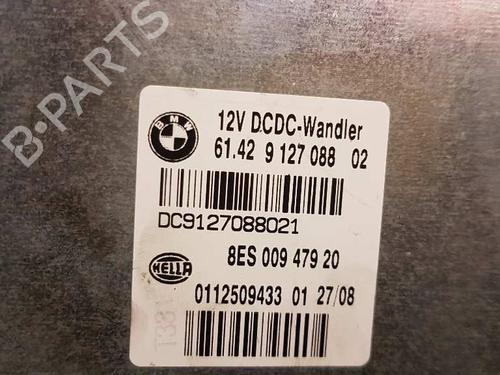 B-PARTS
BMW
12V D.CDC-Wandler
61.42 9 127 088 02
DC9127088021
8ES 009 479 20
HELLA
0112509433 01 27/08